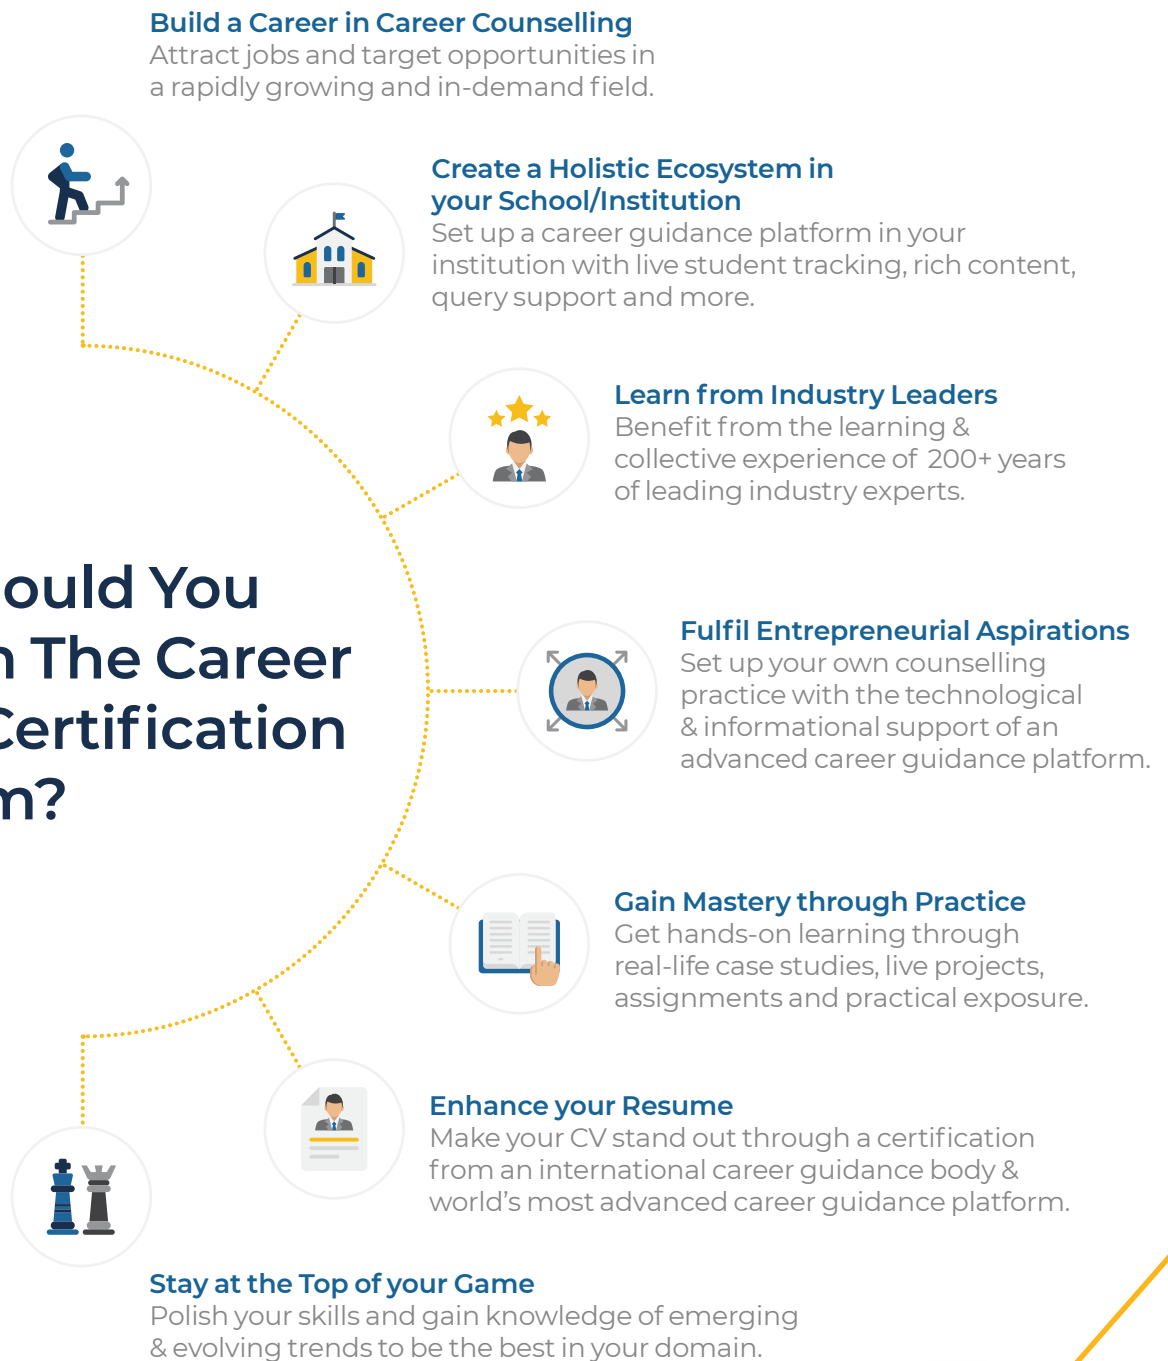 Build a Career in Career Counselling
Attract jobs and target opportunities in
a rapidly growing and in-demand field.
Create a Holistic Ecosystem in
your School/Institution
Set up a career guidance platform in your
institution with live student tracking, rich content,
query support and more.
Learn from Industry Leaders
Benefit from the learning &
collective experience of 200+ years
of leading industry experts.
ould You
The Career
Certification
m?
Fulfil Entrepreneurial Aspirations
Set up your own counselling
practice with the technological
& informational support of an
advanced career guidance platform.
Gain Mastery through Practice
Get hands-on learning through
real-life case studies, live projects,
assignments and practical exposure.
Enhance your Resume
Make your CV stand out through a certification
from an international career guidance body &
world's most advanced career guidance platform.
Stay at the Top of your Game
Polish your skills and gain knowledge of emerging
& evolving trends to be the best in your domain.